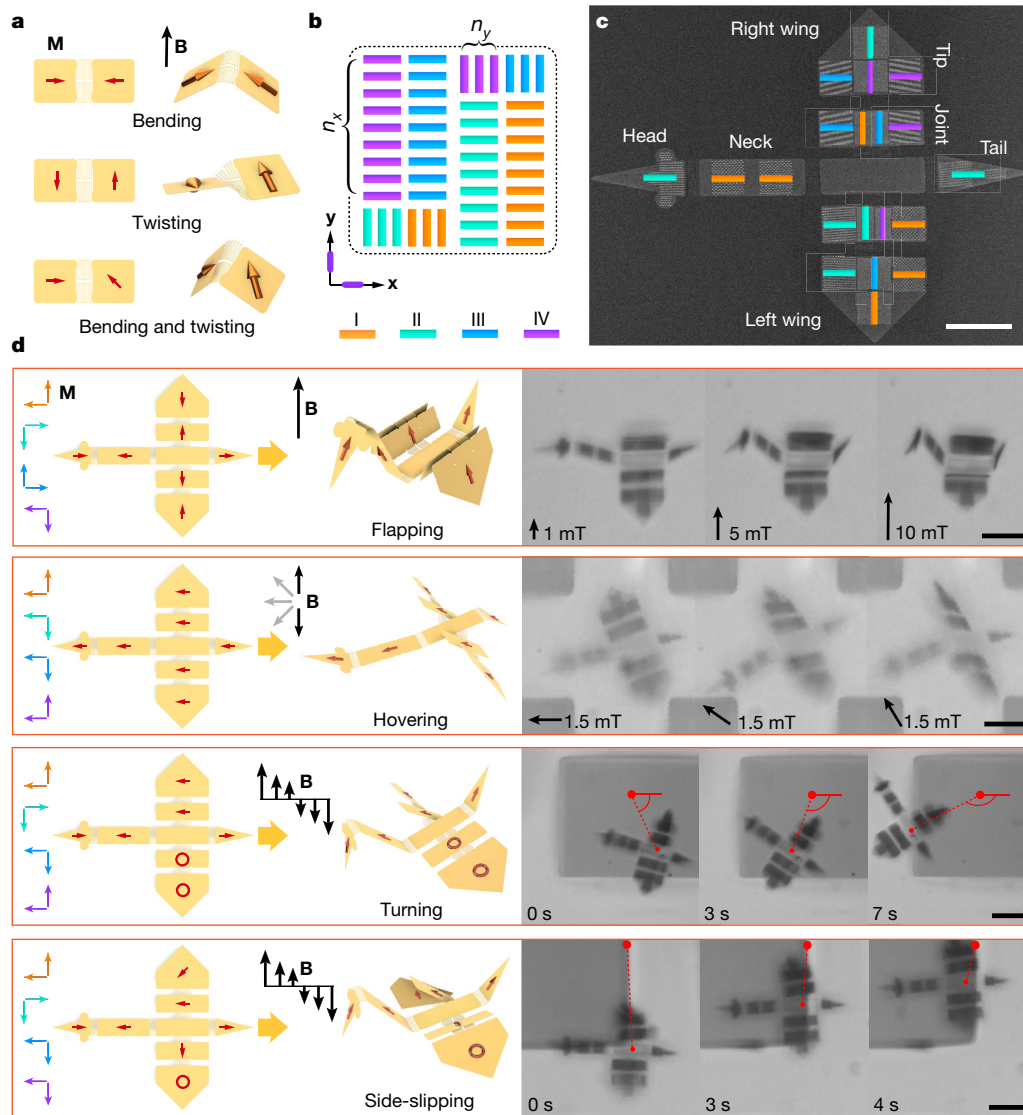 a
M
B
Bending
Twisting
Bending and twisting
b
n_y
n_x
y
x
I
II
III
IV
c
Right wing
Tip
Joint
Head
Neck
Tail
Left wing
d
M
B
Flapping
1 mT
5 mT
10 mT
B
Hovering
1.5 mT
1.5 mT
1.5 mT
B
Turning
0 s
3 s
7 s
B
Side-slipping
0 s
3 s
4 s